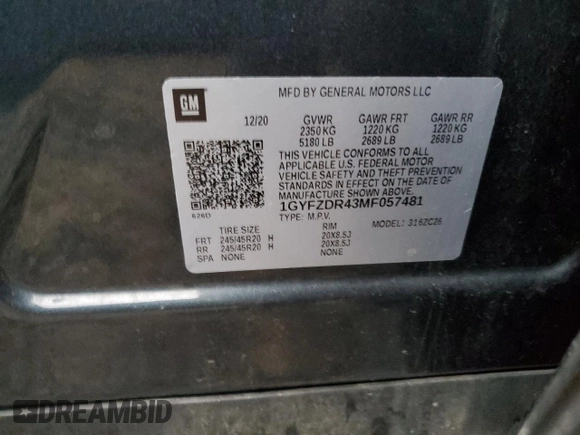 GM
MFD BY GENERAL MOTORS LLC
12/20 GVWR GAWR FRT GAWR RR
2350 KG 1220 KG 1220 KG
5180 LB 2689 LB 2689 LB
THIS VEHICLE CONFORMS TO ALL
APPLICABLE U.S. FEDERAL MOTOR
VEHICLE SAFETY AND THEFT PREVENTION
STANDARDS IN EFFECT ON THE DATE OF
MANUFACTURE SHOWN ABOVE.
1GYFZDR43MF057481
626D
TYPE: M.P.V. MODEL: 3162C26
TIRE SIZE RIM
FRT 245/45R20 H 20X8.5J
RR 245/45R20 H 20X8.5J
SPA NONE NONE
DREAMBID